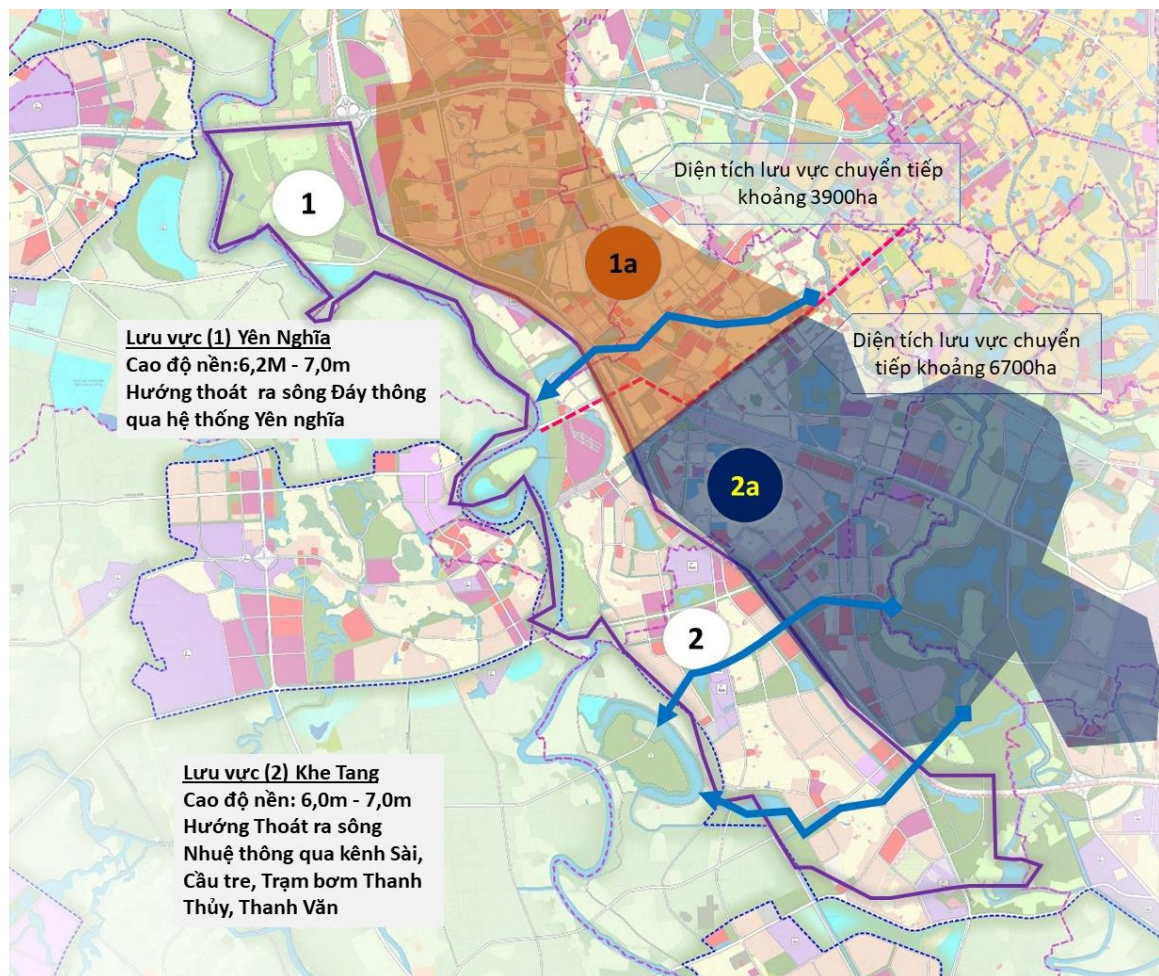 1
Diện tích lưu vực chuyển tiếp
khoảng 3900ha
1a
Lưu vực (1) Yên Nghĩa
Cao độ nền:6,2M - 7,0m
Hướng thoát ra sông Đáy thông
qua hệ thống Yên nghĩa
Diện tích lưu vực chuyển
tiếp khoảng 6700ha
2a
2
Lưu vực (2) Khe Tang
Cao độ nền: 6,0m - 7,0m
Hướng Thoát ra sông
Nhuệ thông qua kênh Sài,
Cầu tre, Trạm bơm Thanh
Thủy, Thanh Văn